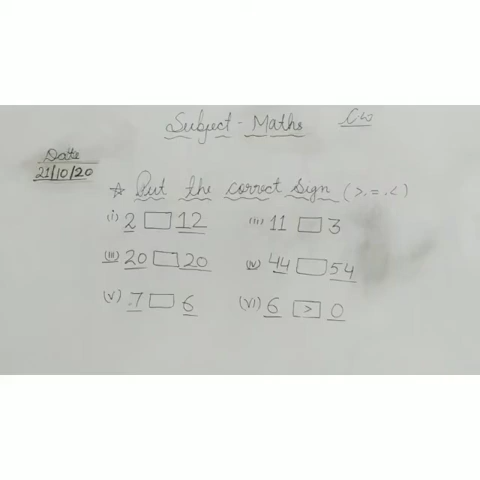 Subject - Maths C.W
Date
21/10/20
☆ Put the correct sign (>, =, <)
(i) 2 □ 12 (ii) 11 □ 3
(iii) 20 □ 20 (iv) 44 □ 54
(v) 7 □ 6 (vi) 6 > 0